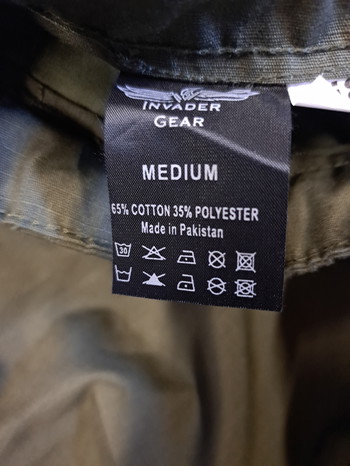 INVADER
GEAR
MEDIUM
65% COTTON 35% POLYESTER
Made in Pakistan
30